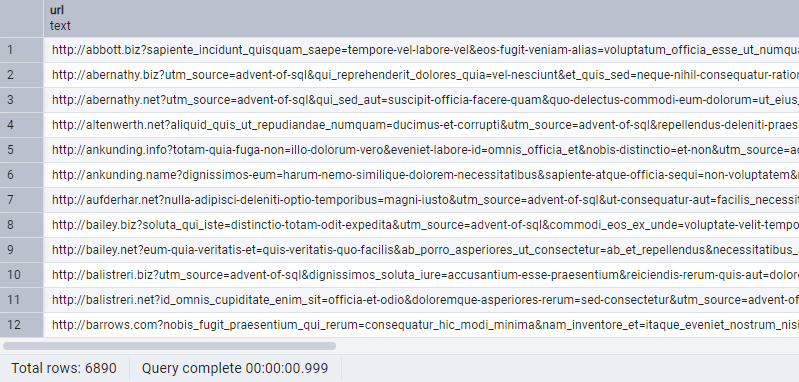 url
text
1 http://abbott.biz?sapiente_incidunt_quisquam_saepe=tempore-vel-labore-vel&eos-fugit-veniam-alias=voluptatum_officia_esse_ut_numqua
2 http://abernathy.biz?utm_source=advent-of-sql&qui_reprehenderit_dolores_quia=vel-nesciunt&et_quis_sed=neque-nihil-consequatur-ration
3 http://abernathy.net?utm_source=advent-of-sql&qui_sed_aut=suscipit-officia-facere-quam&quo-delectus-commodi-eum-dolorum=ut_eius_
4 http://altenwerth.net?aliquid_quis_ut_repudiandae_numquam=ducimus-et-corrupti&utm_source=advent-of-sql&repellendus-deleniti-praes
5 http://ankunding.info?totam-quia-fuga-non=illo-dolorum-vero&eveniet-labore-id=omnis_officia_et&nobis-distinctio=et-non&utm_source=ad
6 http://ankunding.name?dignissimos-eum=harum-nemo-similique-dolorem-necessitatibus&sapiente-atque-officia-sequi=non-voluptatem&
7 http://aufderhar.net?nulla-adipisci-deleniti-optio-temporibus=magni-iusto&utm_source=advent-of-sql&ut-consequatur-aut=facilis_necessit
8 http://bailey.biz?soluta_qui_iste=distinctio-totam-odit-expedita&utm_source=advent-of-sql&commodi_eos_ex_unde=voluptate-velit-tempo
9 http://bailey.net?eum-quia-veritatis-et=quis-veritatis-quo-facilis&ab_porro_asperiores_ut_consectetur=ab_et_repellendus&necessitatibus_
10 http://balistreri.biz?utm_source=advent-of-sql&dignissimos_soluta_iure=accusantium-esse-praesentium&reiciendis-rerum-quis-aut=dolore
11 http://balistreri.net?id_omnis_cupiditate_enim_sit=officia-et-odio&doloremque-asperiores-rerum=sed-consectetur&utm_source=advent-of
12 http://barrows.com?nobis_fugit_praesentium_qui_rerum=consequatur_hic_modi_minima&nam_inventore_et=itaque_eveniet_nostrum_nisi
Total rows: 6890 Query complete 00:00:00.999